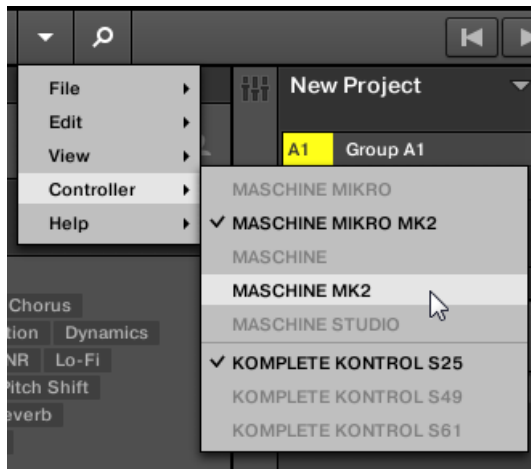 New Project
A1 Group A1
File
Edit
View
Controller
Help
MASCHINE MIKRO
MASCHINE MIKRO MK2
MASCHINE
MASCHINE MK2
MASCHINE STUDIO
KOMPLETE KONTROL S25
KOMPLETE KONTROL S49
KOMPLETE KONTROL S61
Chorus
tion Dynamics
NR Lo-Fi
Pitch Shift
everb